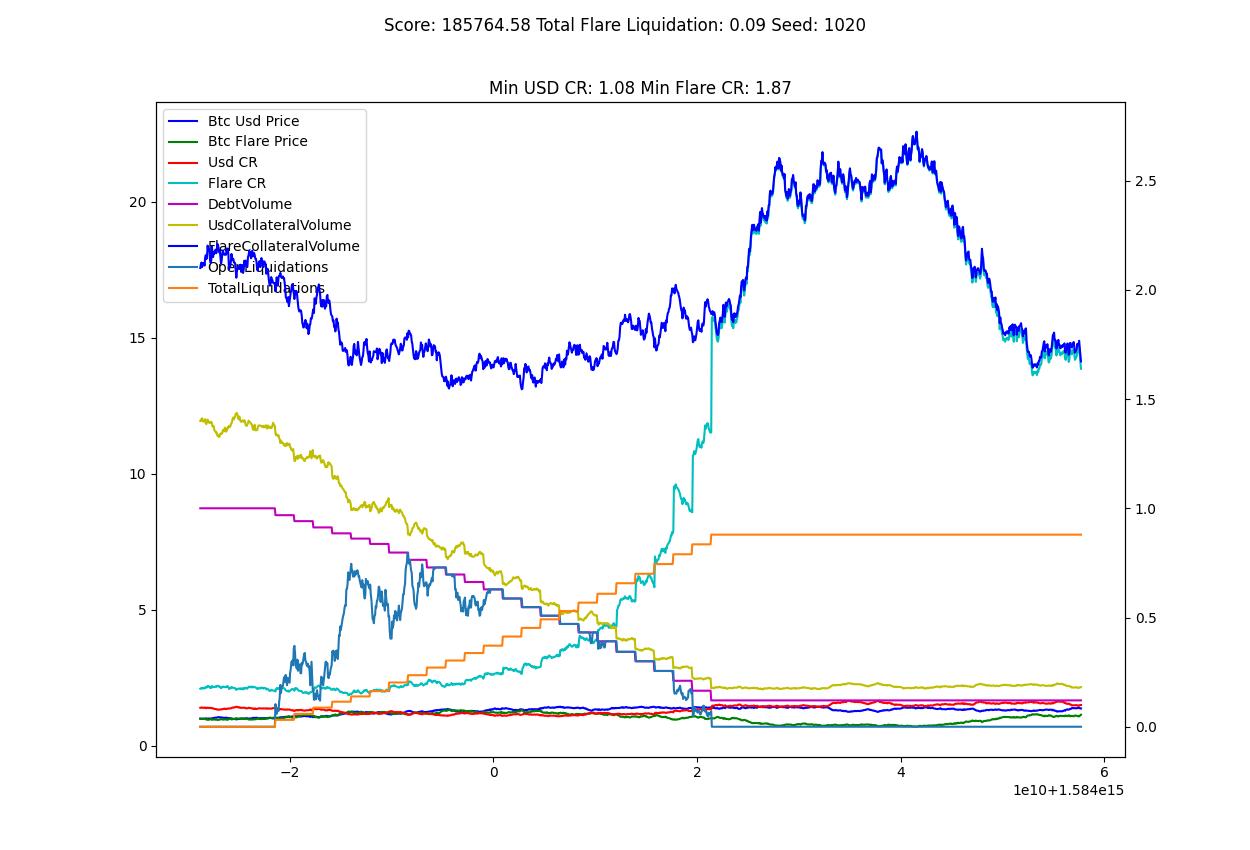 Score: 185764.58 Total Flare Liquidation: 0.09 Seed: 1020
Min USD CR: 1.08 Min Flare CR: 1.87
Btc Usd Price
Btc Flare Price
Usd CR
Flare CR
DebtVolume
UsdCollateralVolume
FlareCollateralVolume
OpenLiquidations
TotalLiquidations
20
15
10
5
0
2.5
2.0
1.5
1.0
0.5
0.0
−2
0
2
4
6
1e10+1.584e15